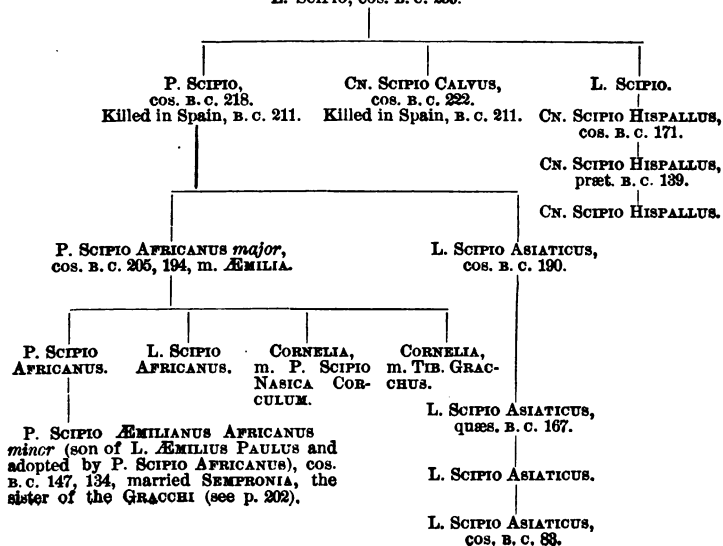 P. SCIPIO,
cos. B. C. 218.
Killed in Spain, B. C. 211.
CN. SCIPIO CALVUS,
cos. B. C. 222.
Killed in Spain, B. C. 211.
L. SCIPIO.
CN. SCIPIO HISPALLUS,
cos. B. C. 171.
CN. SCIPIO HISPALLUS,
præt. B. C. 139.
CN. SCIPIO HISPALLUS.
P. SCIPIO AFRICANUS major,
cos. B. C. 205, 194, m. ÆMILIA.
L. SCIPIO ASIATICUS,
cos. B. C. 190.
P. SCIPIO
AFRICANUS.
L. SCIPIO
AFRICANUS.
CORNELIA,
m. P. SCIPIO
NASICA COR-
CULUM.
CORNELIA,
m. TIB. GRAC-
CHUS.
P. SCIPIO ÆMILIANUS AFRICANUS
minor (son of L. ÆMILIUS PAULUS and
adopted by P. SCIPIO AFRICANUS), cos.
B. C. 147, 134, married SEMPRONIA, the
sister of the GRACCHI (see p. 202).
L. SCIPIO ASIATICUS,
quæs. B. C. 167.
L. SCIPIO ASIATICUS.
L. SCIPIO ASIATICUS,
cos. B. C. 83.